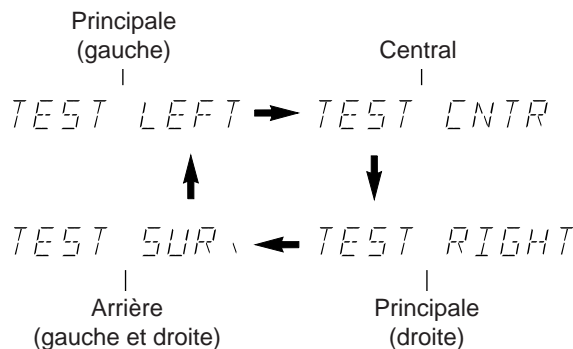 Principale
(gauche)
Central
TEST LEFT
TEST CNTR
TEST SUR.
TEST RIGHT
Arrière
(gauche et droite)
Principale
(droite)